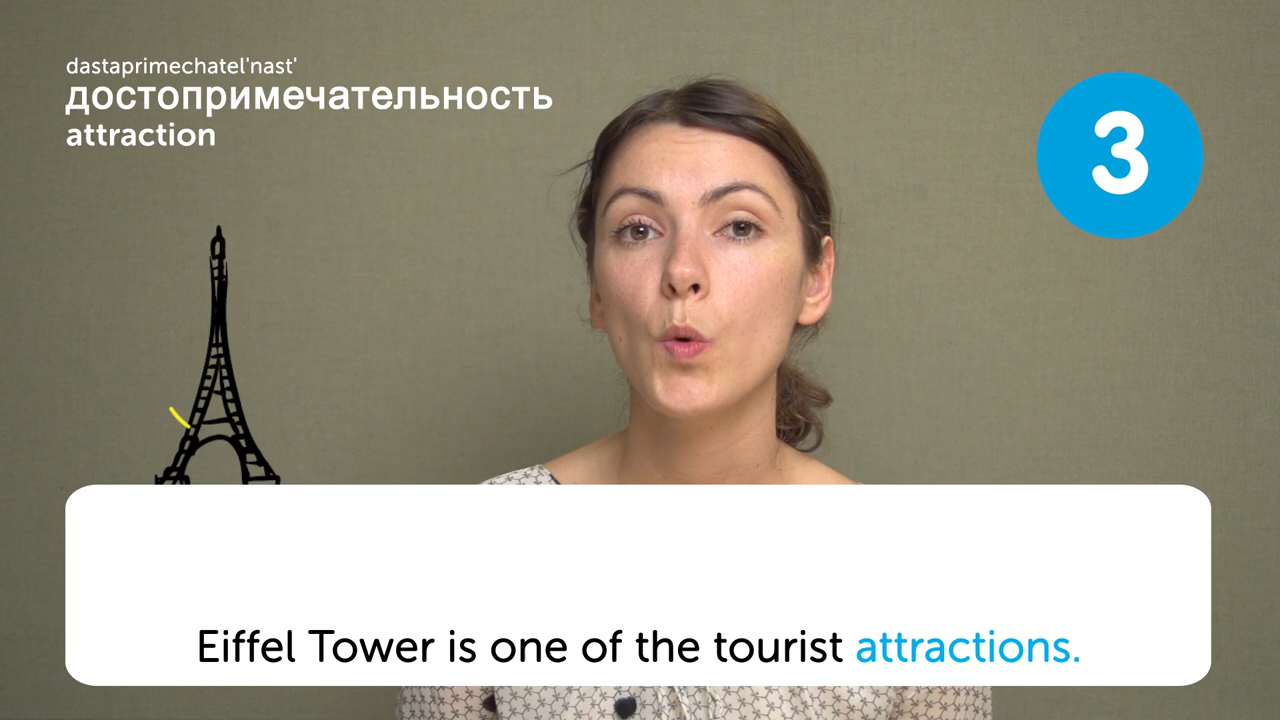 dastaprimechatel'nast'
достопримечательность
attraction
3
Eiffel Tower is one of the tourist attractions.